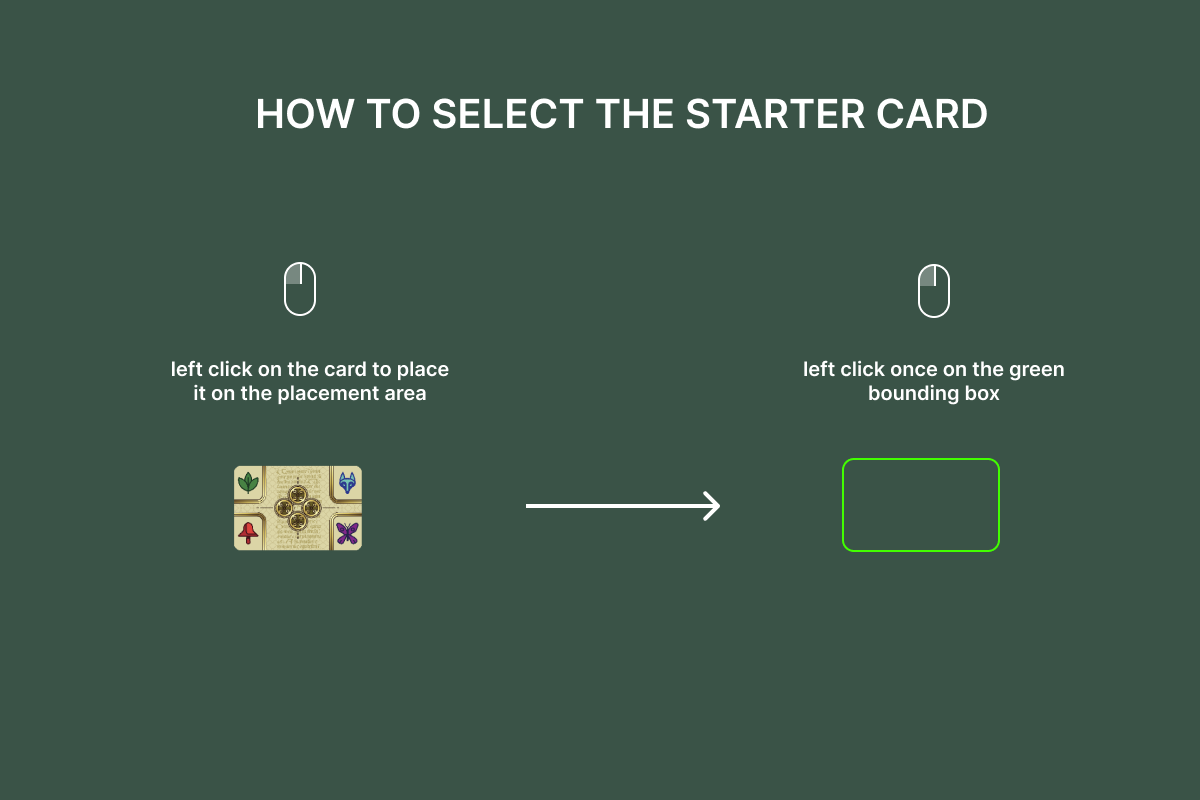 HOW TO SELECT THE STARTER CARD
left click on the card to place
it on the placement area
left click once on the green
bounding box